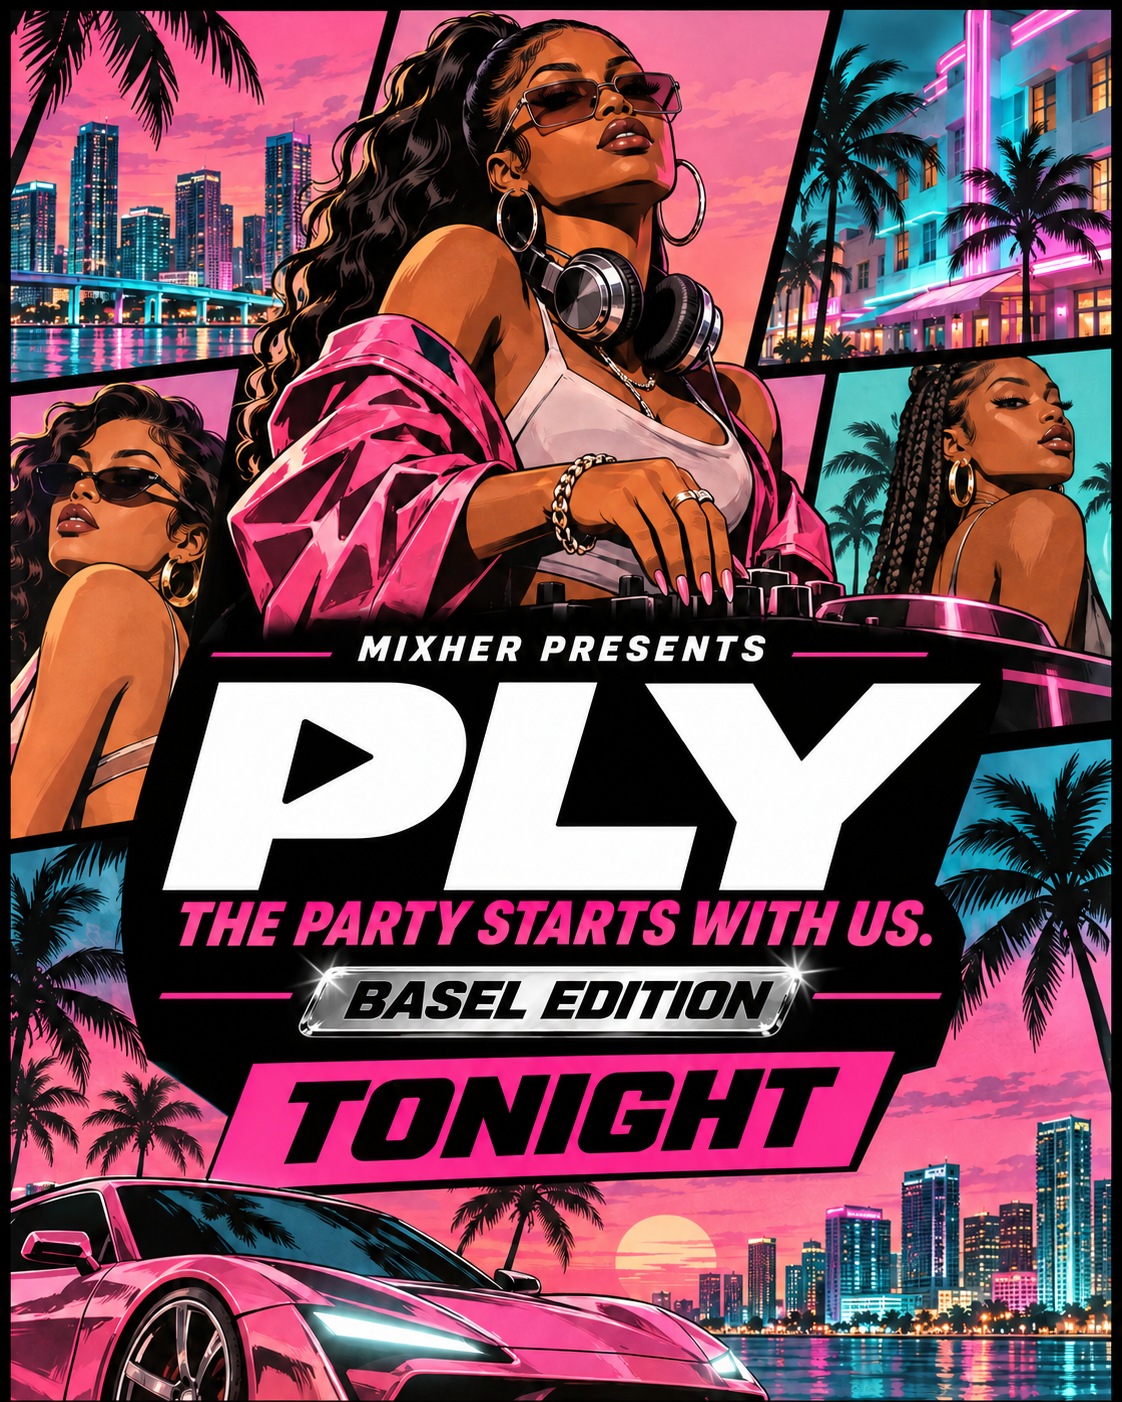 MIXHER PRESENTS
PLY
THE PARTY STARTS WITH US.
BASEL EDITION
TONIGHT